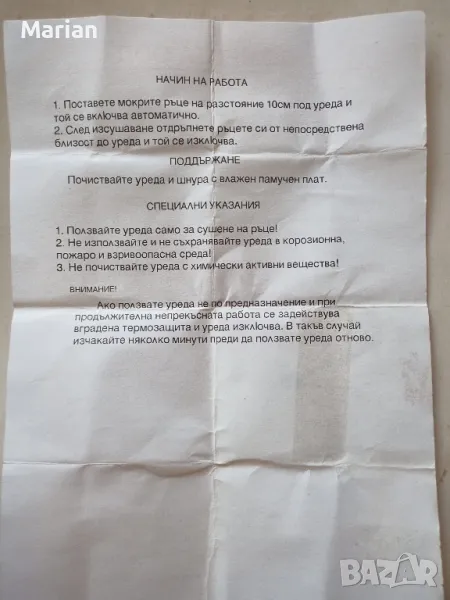 Marian
НАЧИН НА РАБОТА
1. Поставете мокрите ръце на разстояние 10см под уреда и
той се включва автоматично.
2. След изсушаване отдръпнете ръцете си от непосредствена
близост до уреда и той се изключва.
ПОДДЪРЖАНЕ
Почиствайте уреда и шнура с влажен памучен плат.
СПЕЦИАЛНИ УКАЗАНИЯ
1. Ползвайте уреда само за сушене на ръце!
2. Не използвайте и не съхранявайте уреда в корозионна,
пожаро и взривоопасна среда!
3. Не почиствайте уреда с химически активни вещества!
ВНИМАНИЕ!
Ако ползвате уреда не по предназначение и при
продължителна непрекъсната работа се задействува
вградена термозащита и уреда изключва. В такъв случай
изчакайте няколко минути преди да ползвате уреда отново.
BAZAR